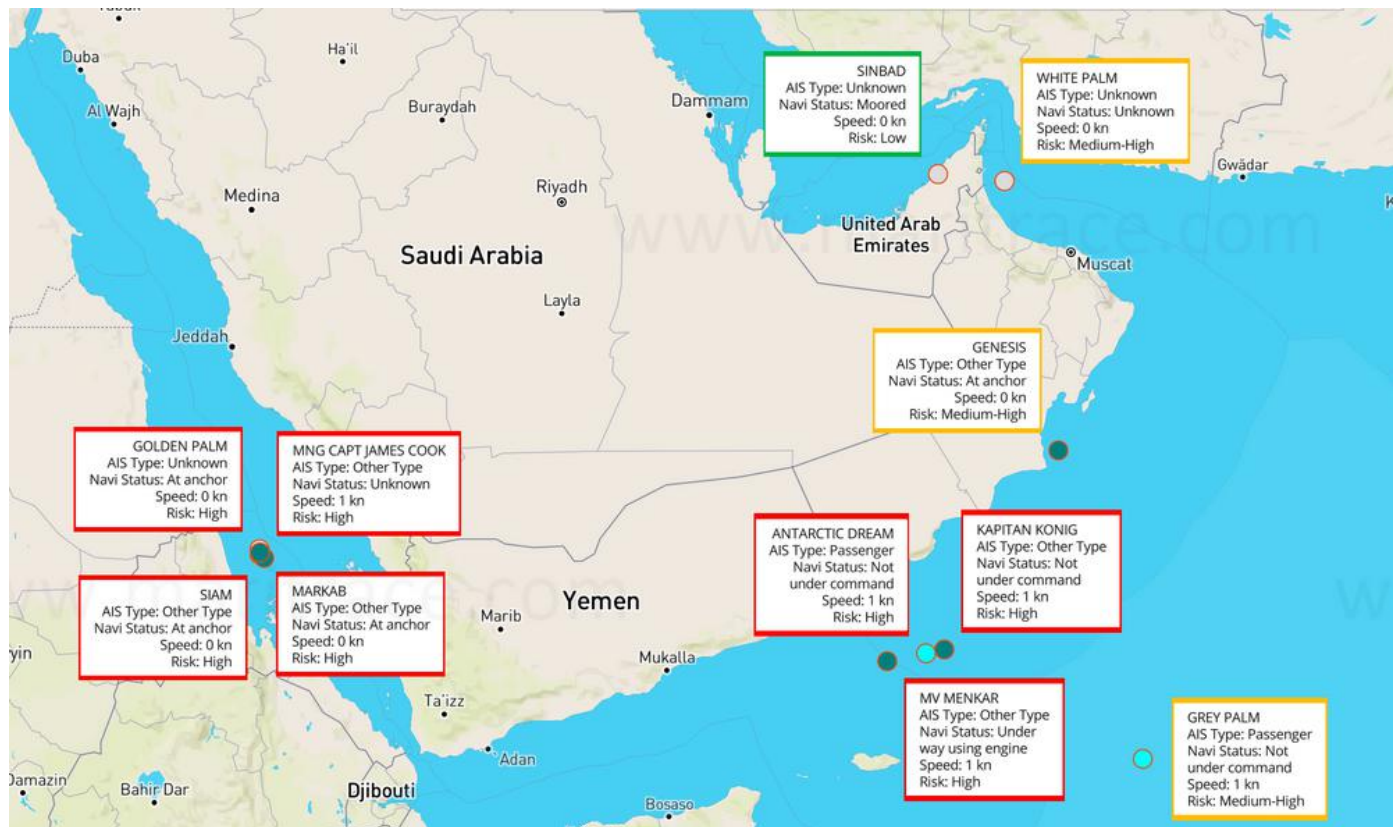 Tabuk
Duba
Al Wajh
Ha'il
Buraydah
Dammam
Medina
Riyadh
Saudi Arabia
Layla
Jeddah
SINBAD
AIS Type: Unknown
Navi Status: Moored
Speed: 0 kn
Risk: Low
WHITE PALM
AIS Type: Unknown
Navi Status: Unknown
Speed: 0 kn
Risk: Medium-High
Gwādar
United Arab
Emirates
Muscat
GENESIS
AIS Type: Other Type
Navi Status: At anchor
Speed: 0 kn
Risk: Medium-High
GOLDEN PALM
AIS Type: Unknown
Navi Status: At anchor
Speed: 0 kn
Risk: High
MNG CAPT JAMES COOK
AIS Type: Other Type
Navi Status: Unknown
Speed: 1 kn
Risk: High
SIAM
AIS Type: Other Type
Navi Status: At anchor
Speed: 0 kn
Risk: High
MARKAB
AIS Type: Other Type
Navi Status: At anchor
Speed: 0 kn
Risk: High
ANTARCTIC DREAM
AIS Type: Passenger
Navi Status: Not
under command
Speed: 1 kn
Risk: High
KAPITAN KONIG
AIS Type: Other Type
Navi Status: Not
under command
Speed: 1 kn
Risk: High
MV MENKAR
AIS Type: Other Type
Navi Status: Under
way using engine
Speed: 1 kn
Risk: High
GREY PALM
AIS Type: Passenger
Navi Status: Not
under command
Speed: 1 kn
Risk: Medium-High
Yemen
Marib
Mukalla
Ta'izz
Adan
Djibouti
Bosaso
Bahir Dar
Damazin